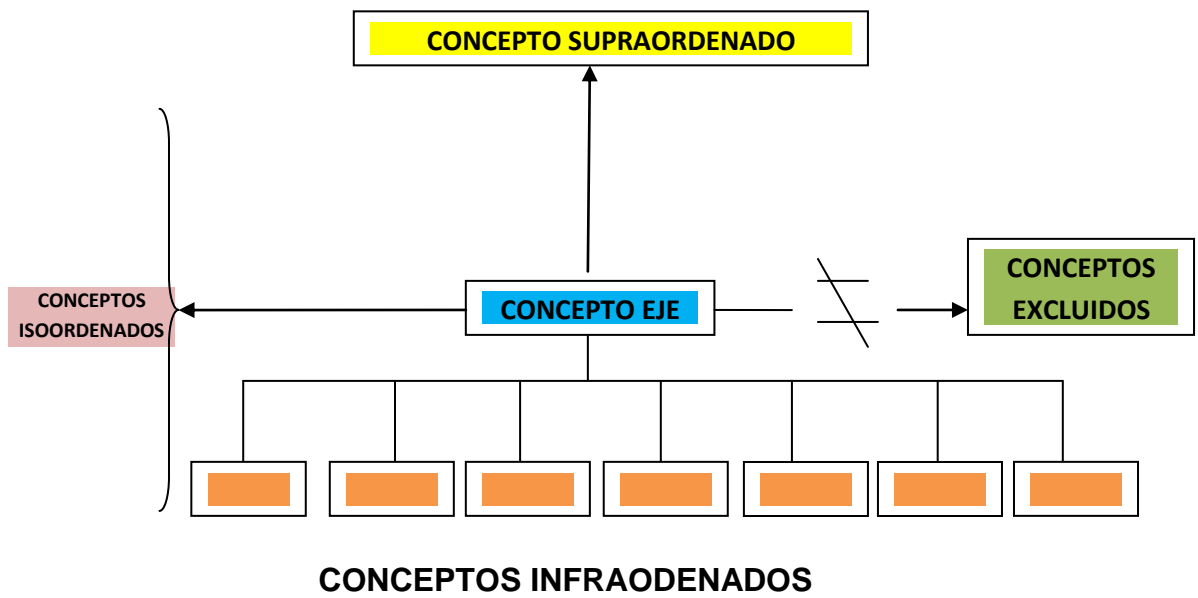 CONCEPTO SUPRAORDENADO
CONCEPTOS
ISOORDENADOS
CONCEPTO EJE
CONCEPTOS
EXCLUIDOS
CONCEPTOS INFRAODENADOS